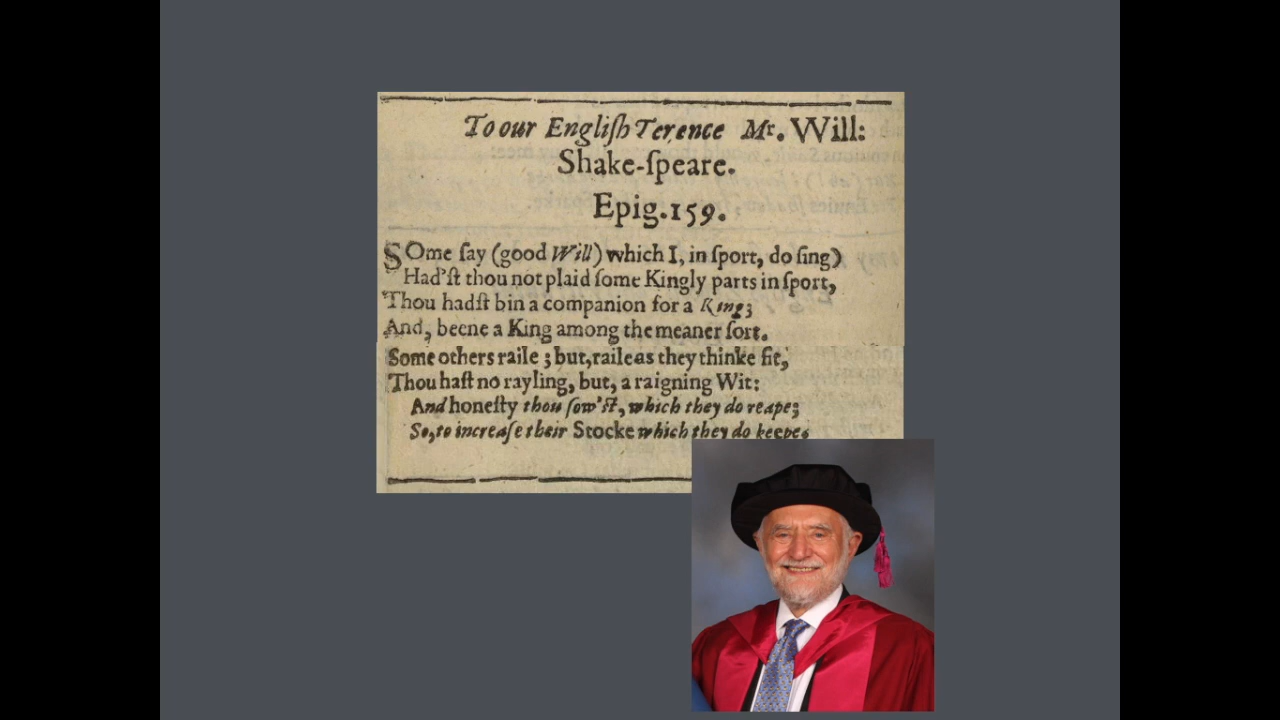 To our Engliſh Terence Mr. Will:
Shake-ſpeare.
Epig. 159.
SOme ſay (good Will) which I, in ſport, do ſing)
Had'ſt thou not plaid ſome Kingly parts in ſport,
Thou hadſt bin a companion for a King;
And, beene a King among the meaner ſort.
Some others raile ; but, raile as they thinke fit,
Thou haſt no rayling, but, a raigning Wit:
And honeſty thou ſow'ſt, which they do reape;
So, to increaſe their Stocke which they do keepe.